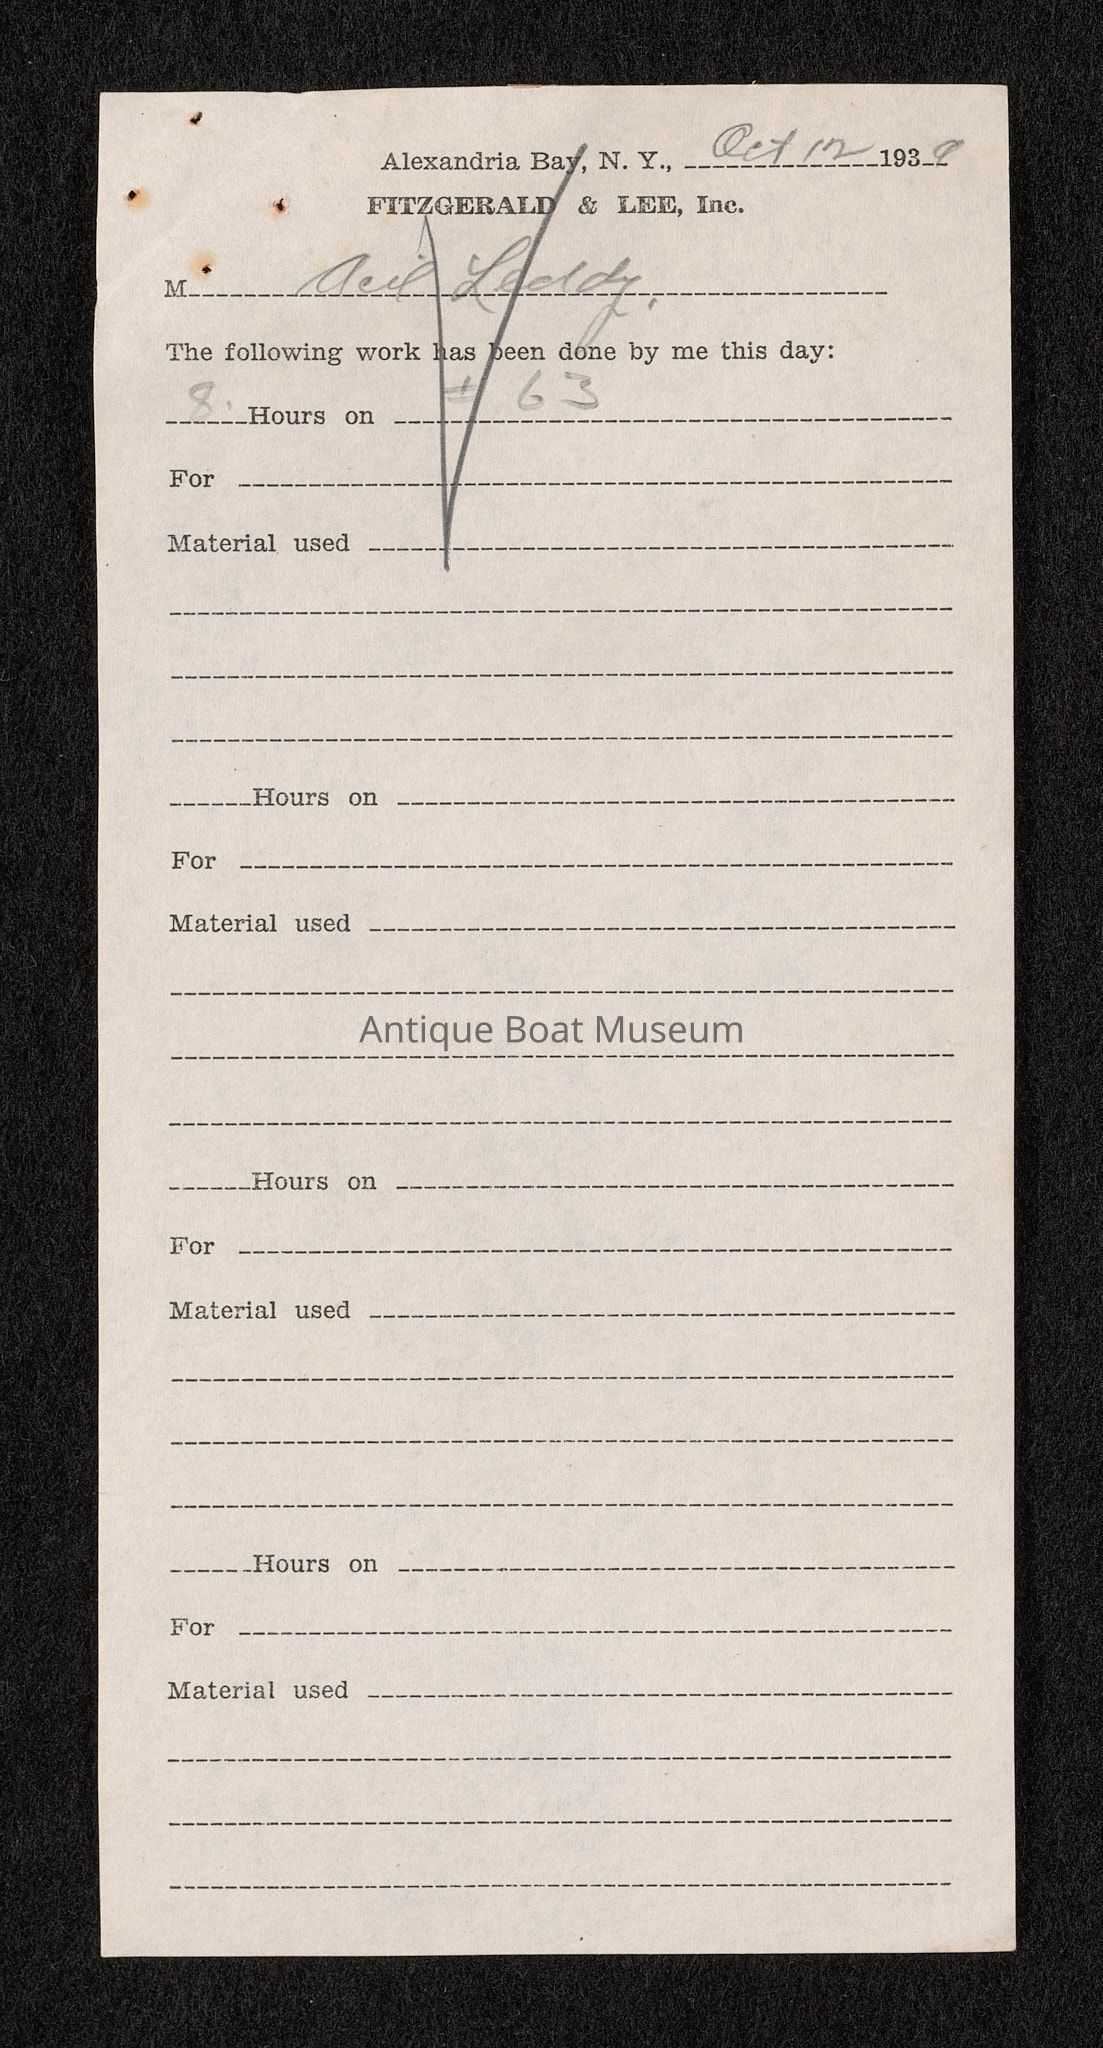 Alexandria Bay, N. Y., Oct 12 1939
FITZGERALD & LEE, Inc.
M Leddy.
The following work has been done by me this day:
8. Hours on # 63
For
Material used
Hours on
For
Material used
Antique Boat Museum
Hours on
For
Material used
Hours on
For
Material used